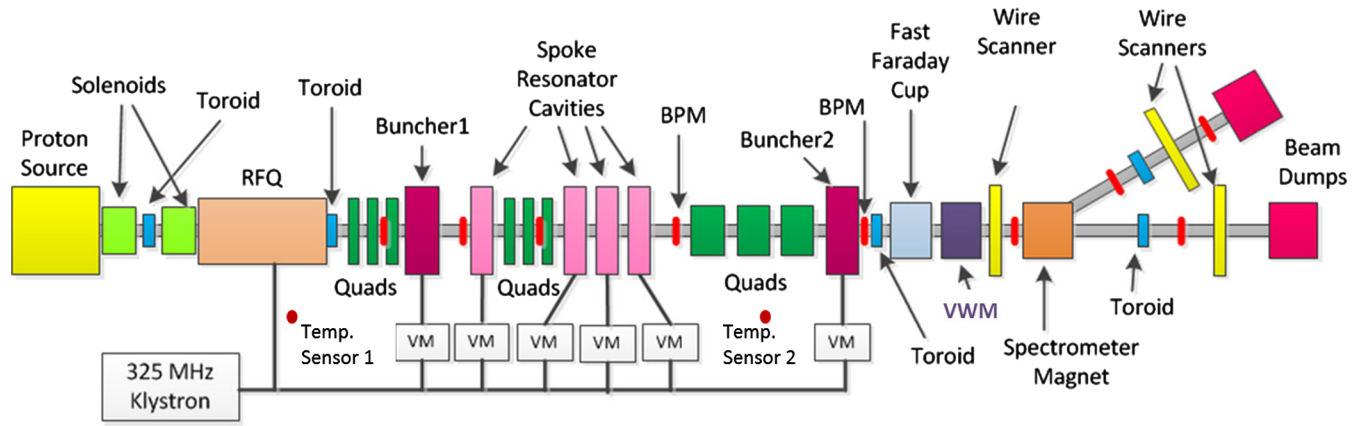 Proton
Source
Solenoids
Toroid
RFQ
Toroid
Buncher1
Spoke
Resonator
Cavities
BPM
Buncher2
BPM
Fast
Faraday
Cup
Wire
Scanner
Wire
Scanners
Beam
Dumps
Quads
Quads
Quads
VWM
Toroid
Spectrometer
Magnet
Toroid
Temp.
Sensor 1
VM
VM
VM
VM
VM
Temp.
Sensor 2
VM
325 MHz
Klystron